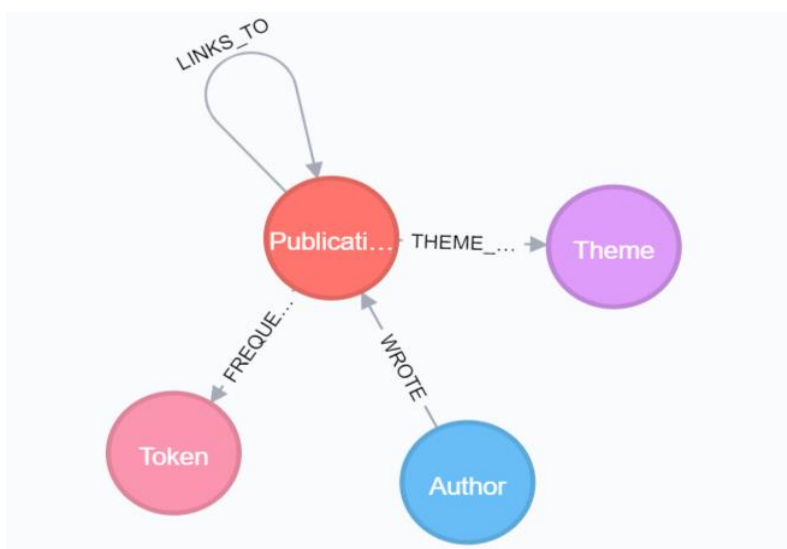 LINKS_TO
Publicati...
THEME_...
Theme
FREQUE...
WROTE
Token
Author